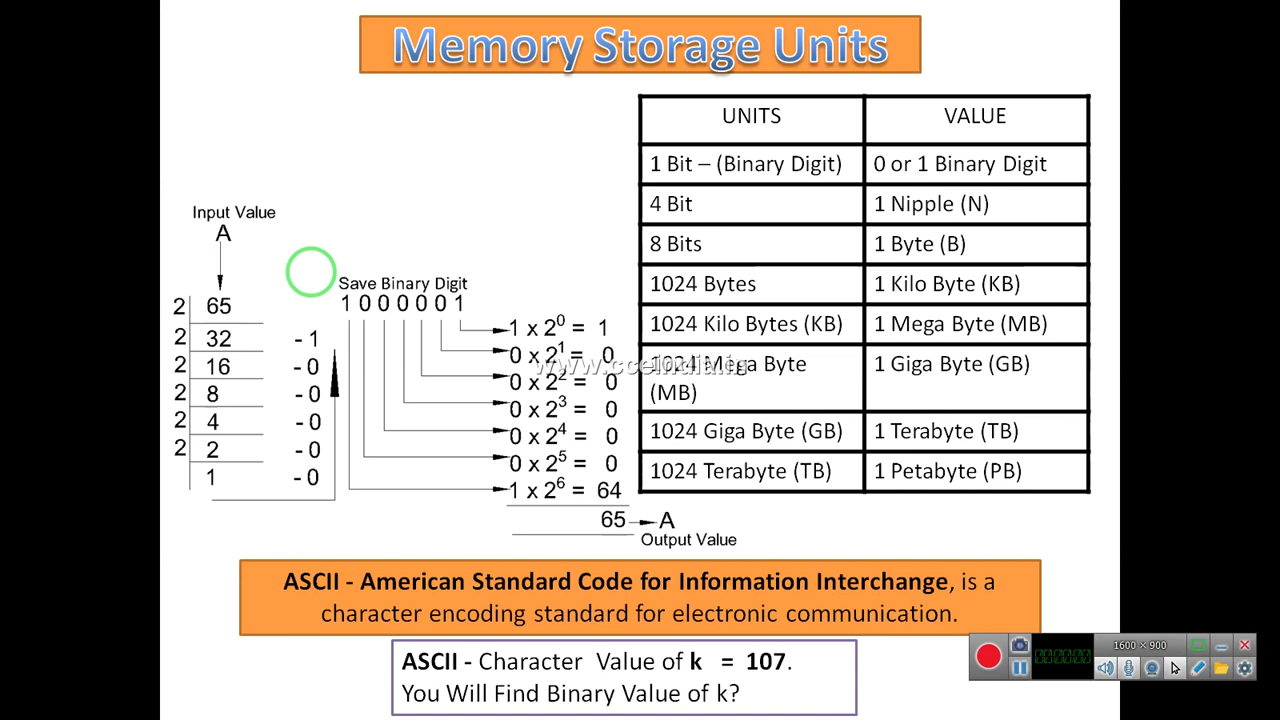 Memory Storage Units
UNITS VALUE
1 Bit – (Binary Digit) 0 or 1 Binary Digit
4 Bit 1 Nipple (N)
8 Bits 1 Byte (B)
1024 Bytes 1 Kilo Byte (KB)
1024 Kilo Bytes (KB) 1 Mega Byte (MB)
1024 Mega Byte 1 Giga Byte (GB)
(MB)
1024 Giga Byte (GB) 1 Terabyte (TB)
1024 Terabyte (TB) 1 Petabyte (PB)
Input Value
A
2 65
2 32 - 1
2 16 - 0
2 8 - 0
2 4 - 0
2 2 - 0
1 - 0
Save Binary Digit
1 0 0 0 0 0 1
1 x 2⁰ = 1
0 x 2¹ = 0
0 x 2² = 0
0 x 2³ = 0
0 x 2⁴ = 0
0 x 2⁵ = 0
1 x 2⁶ = 64
65 A
Output Value
www.cceindia.in
ASCII - American Standard Code for Information Interchange, is a
character encoding standard for electronic communication.
ASCII - Character Value of k = 107.
You Will Find Binary Value of k?
1600 × 900
000000